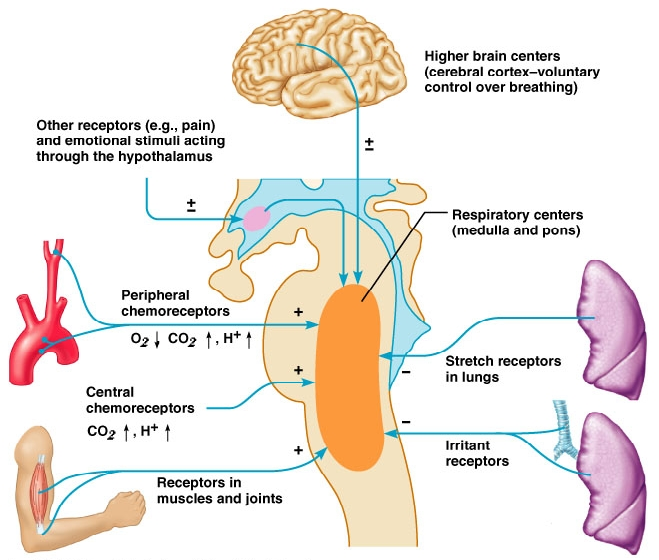 Higher brain centers
(cerebral cortex–voluntary
control over breathing)
Other receptors (e.g., pain)
and emotional stimuli acting
through the hypothalamus
±
±
Respiratory centers
(medulla and pons)
Peripheral
chemoreceptors
+
O2 ↓ CO2 ↑, H+ ↑
Stretch receptors
in lungs
–
Central
chemoreceptors
+
CO2 ↑, H+ ↑
–
Irritant
receptors
+
Receptors in
muscles and joints